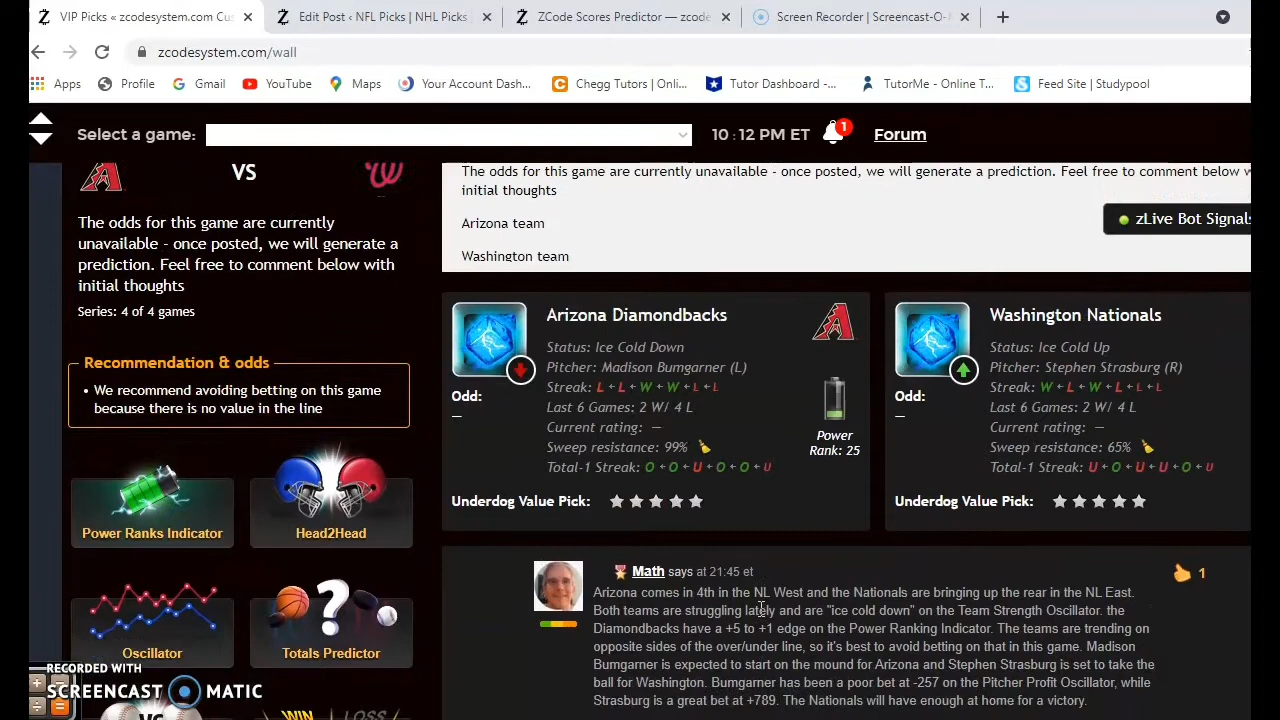 VIP Picks « zcodesystem.com Cus
Edit Post ‹ NFL Picks | NHL Picks
ZCode Scores Predictor — zcode
Screen Recorder | Screencast-O-
zcodesystem.com/wall
Apps
Profile
Gmail
YouTube
Maps
Your Account Dash...
Chegg Tutors | Onli...
Tutor Dashboard -...
TutorMe - Online T...
Feed Site | Studypool
Select a game:
10:12 PM ET
1
Forum
VS
The odds for this game are currently
unavailable - once posted, we will generate a
prediction. Feel free to comment below with
initial thoughts
Series: 4 of 4 games
Recommendation & odds
• We recommend avoiding betting on this game
because there is no value in the line
Power Ranks Indicator
Head2Head
Oscillator
Totals Predictor
WIN
LOSS
VS
RECORDED WITH
SCREENCAST MATIC
The odds for this game are currently unavailable - once posted, we will generate a prediction. Feel free to comment below w
initial thoughts
Arizona team
Washington team
zLive Bot Signals
Arizona Diamondbacks
Status: Ice Cold Down
Pitcher: Madison Bumgarner (L)
Streak: L + L + W + W + L + L
Last 6 Games: 2 W/ 4 L
Current rating: —
Sweep resistance: 99%
Total-1 Streak: O + O + U + O + O + U
Odd:
—
Power
Rank: 25
Underdog Value Pick:
Washington Nationals
Status: Ice Cold Up
Pitcher: Stephen Strasburg (R)
Streak: W + L + W + L + L + L
Last 6 Games: 2 W/ 4 L
Current rating: —
Sweep resistance: 65%
Total-1 Streak: U + O + U + U + O + U
Odd:
—
Underdog Value Pick:
Math says at 21:45 et
1
Arizona comes in 4th in the NL West and the Nationals are bringing up the rear in the NL East.
Both teams are struggling lately and are "ice cold down" on the Team Strength Oscillator. the
Diamondbacks have a +5 to +1 edge on the Power Ranking Indicator. The teams are trending on
opposite sides of the over/under line, so it's best to avoid betting on that in this game. Madison
Bumgarner is expected to start on the mound for Arizona and Stephen Strasburg is set to take the
ball for Washington. Bumgarner has been a poor bet at -257 on the Pitcher Profit Oscillator, while
Strasburg is a great bet at +789. The Nationals will have enough at home for a victory.